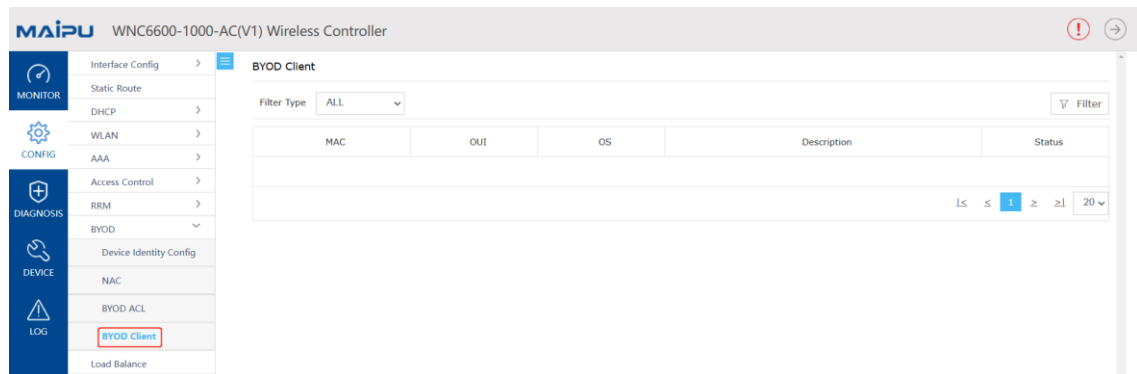 MAIPU WNC6600-1000-AC(V1) Wireless Controller
MONITOR
CONFIG
DIAGNOSIS
DEVICE
LOG
Interface Config
Static Route
DHCP
WLAN
AAA
Access Control
RRM
BYOD
Device Identity Config
NAC
BYOD ACL
BYOD Client
Load Balance
BYOD Client
Filter Type ALL Filter
MAC OUI OS Description Status
1 20